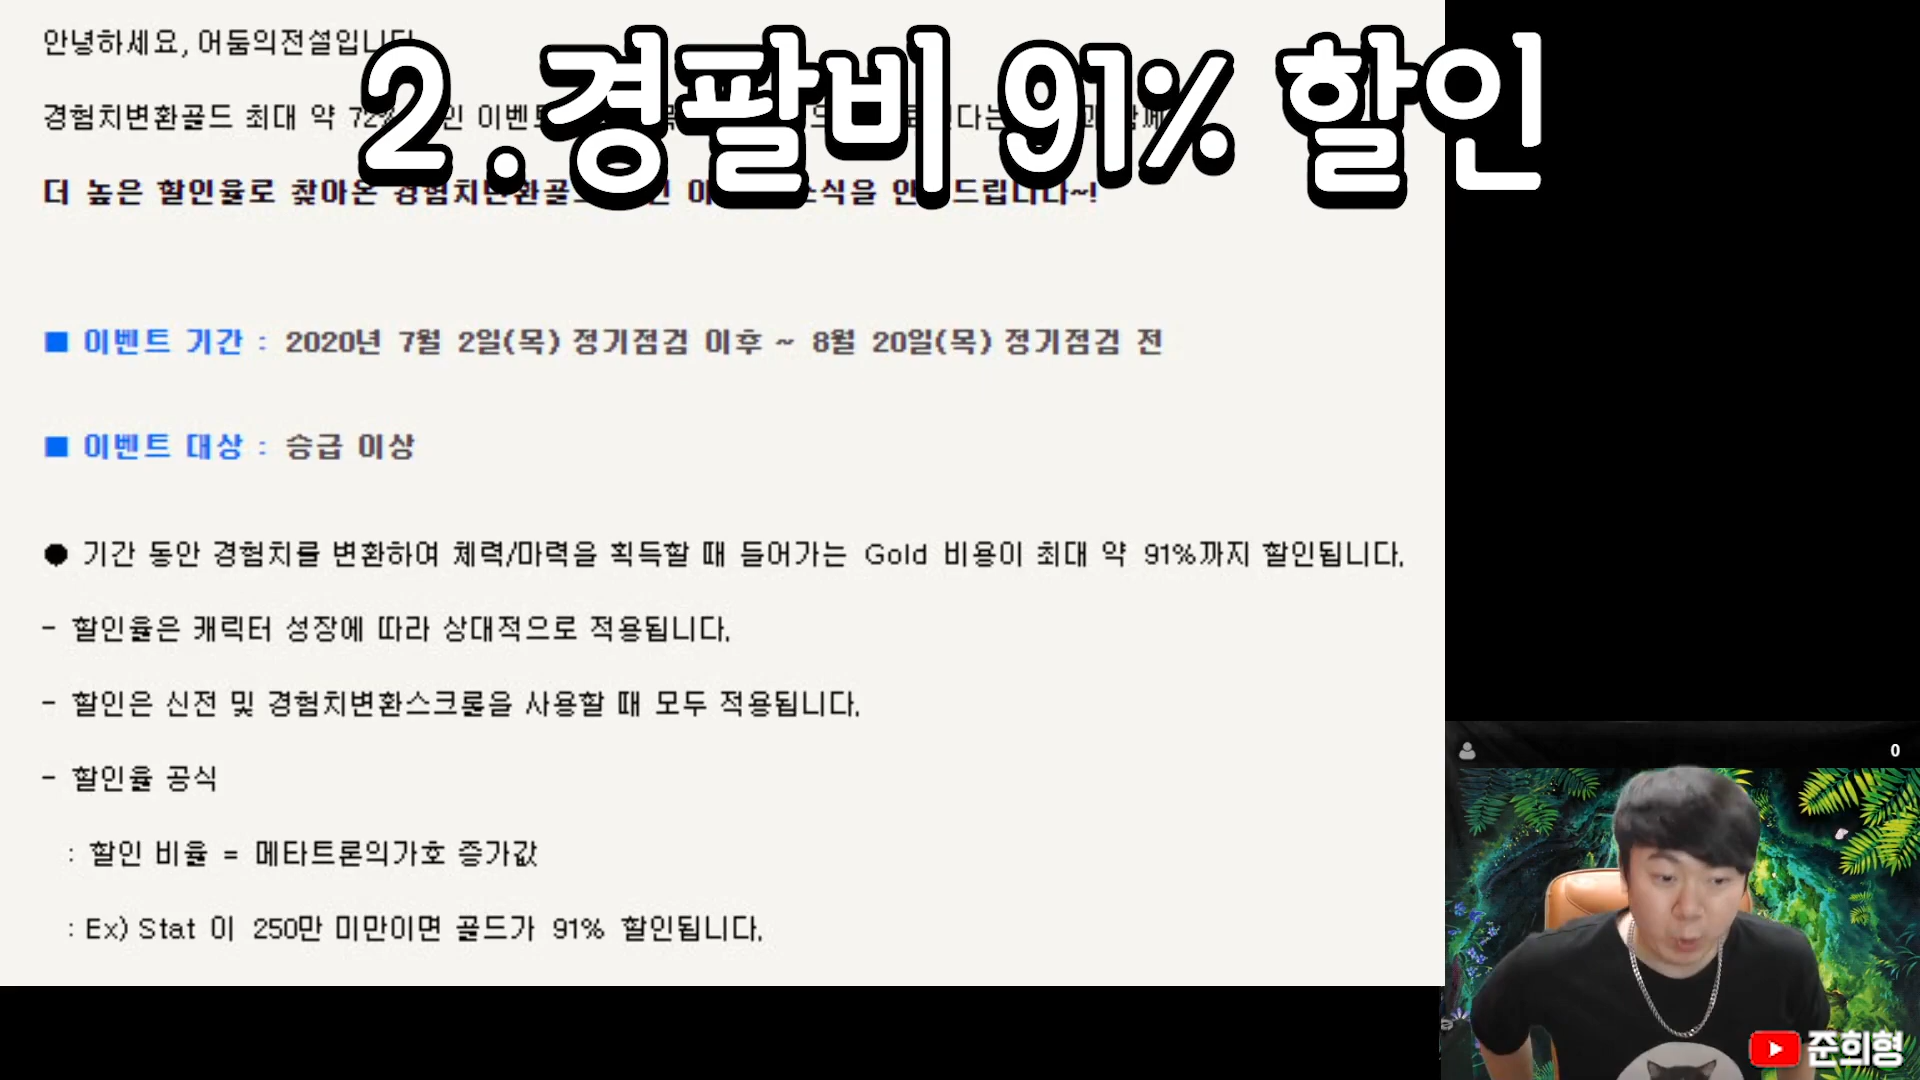 안녕하세요, 어둠의전설입니다
2.경팔비 91% 할인
경험치변환골드 최대 약 72%
더 높은 할인율로 찾아온 경험치변환골드
■ 이벤트 기간 : 2020년 7월 2일(목) 정기점검 이후 ~ 8월 20일(목) 정기점검 전
■ 이벤트 대상 : 승급 이상
● 기간 동안 경험치를 변환하여 체력/마력을 획득할 때 들어가는 Gold 비용이 최대 약 91%까지 할인됩니다.
- 할인율은 캐릭터 성장에 따라 상대적으로 적용됩니다.
- 할인은 신전 및 경험치변환스크롤을 사용할 때 모두 적용됩니다.
- 할인율 공식
: 할인 비율 = 메타트론의가호 증가값
: Ex) Stat 이 250만 미만이면 골드가 91% 할인됩니다.
0
준희형